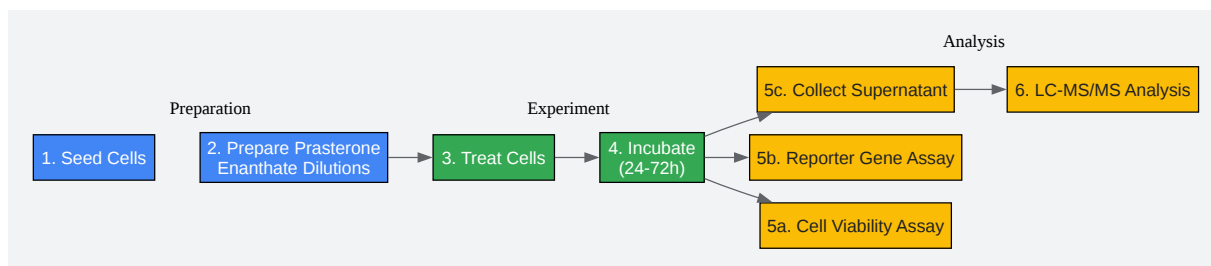 Preparation
1. Seed Cells
2. Prepare Prasterone
Enanthate Dilutions
Experiment
3. Treat Cells
4. Incubate
(24-72h)
Analysis
5c. Collect Supernatant
6. LC-MS/MS Analysis
5b. Reporter Gene Assay
5a. Cell Viability Assay